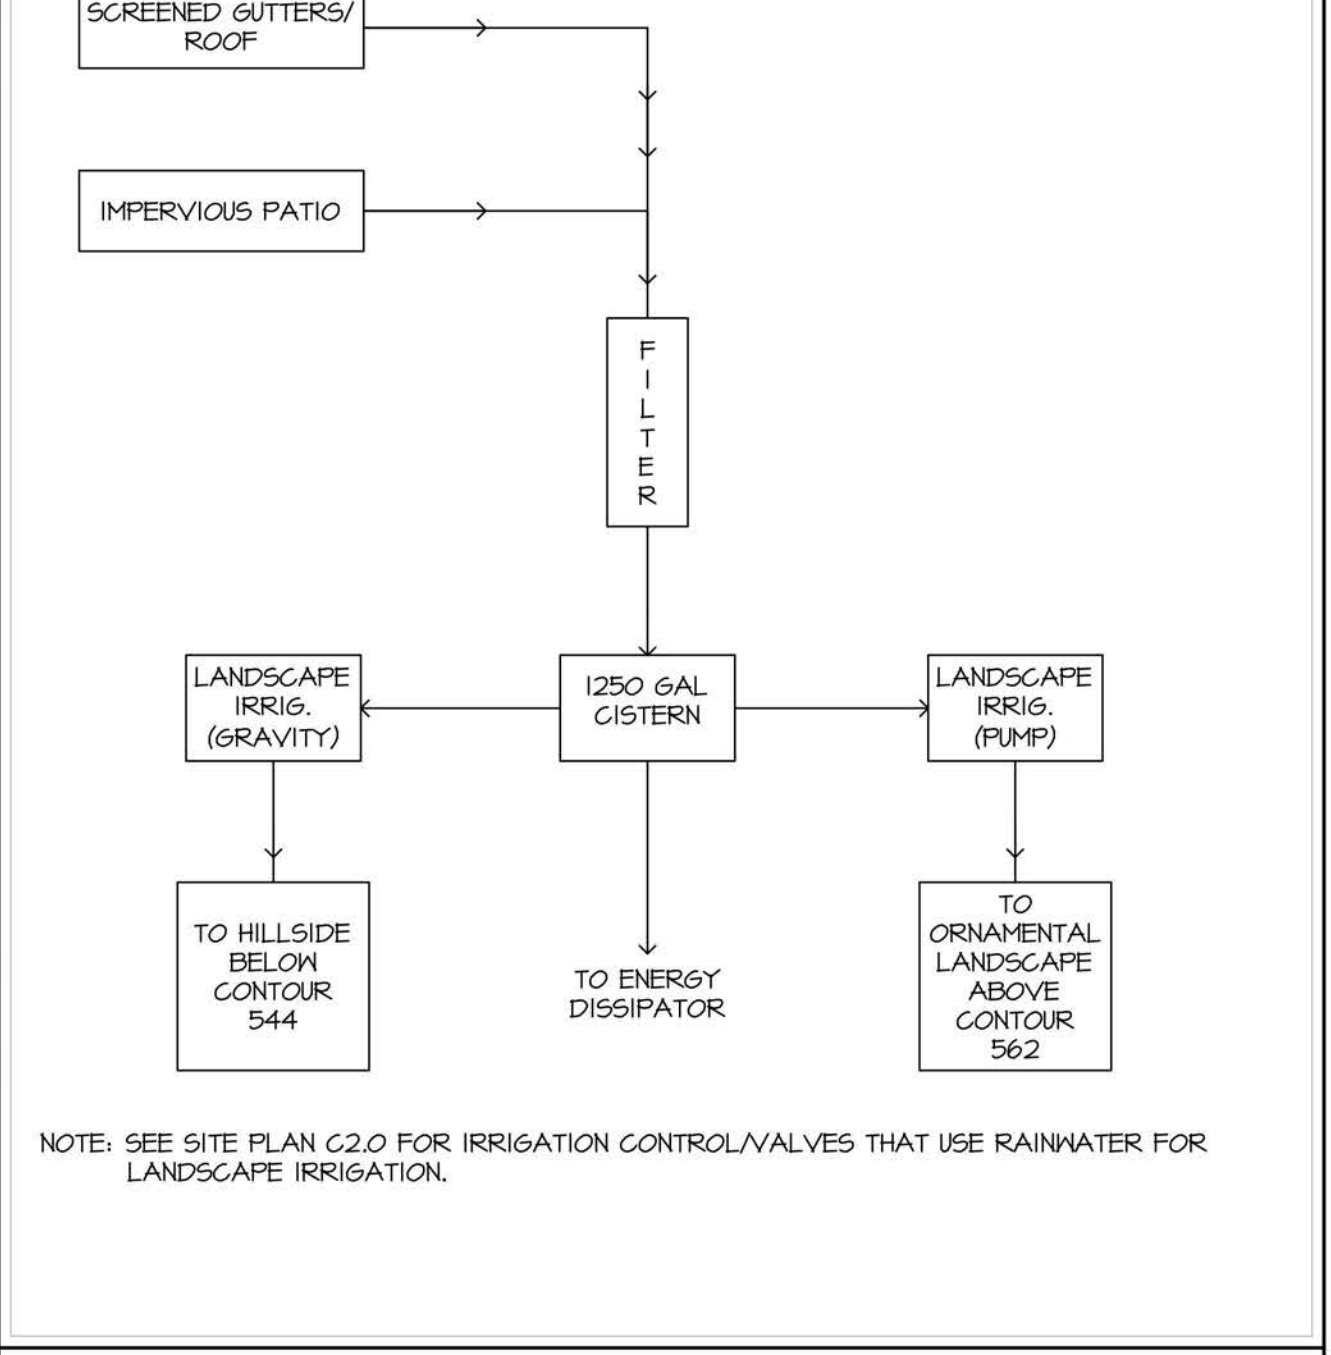 SCREENED GUTTERS/
ROOF
IMPERVIOUS PATIO
F
I
L
T
E
R
LANDSCAPE
IRRIG.
(GRAVITY)
1250 GAL
CISTERN
LANDSCAPE
IRRIG.
(PUMP)
TO HILLSIDE
BELOW
CONTOUR
544
TO ENERGY
DISSIPATOR
TO
ORNAMENTAL
LANDSCAPE
ABOVE
CONTOUR
562
NOTE: SEE SITE PLAN C2.0 FOR IRRIGATION CONTROL/VALVES THAT USE RAINWATER FOR
LANDSCAPE IRRIGATION.